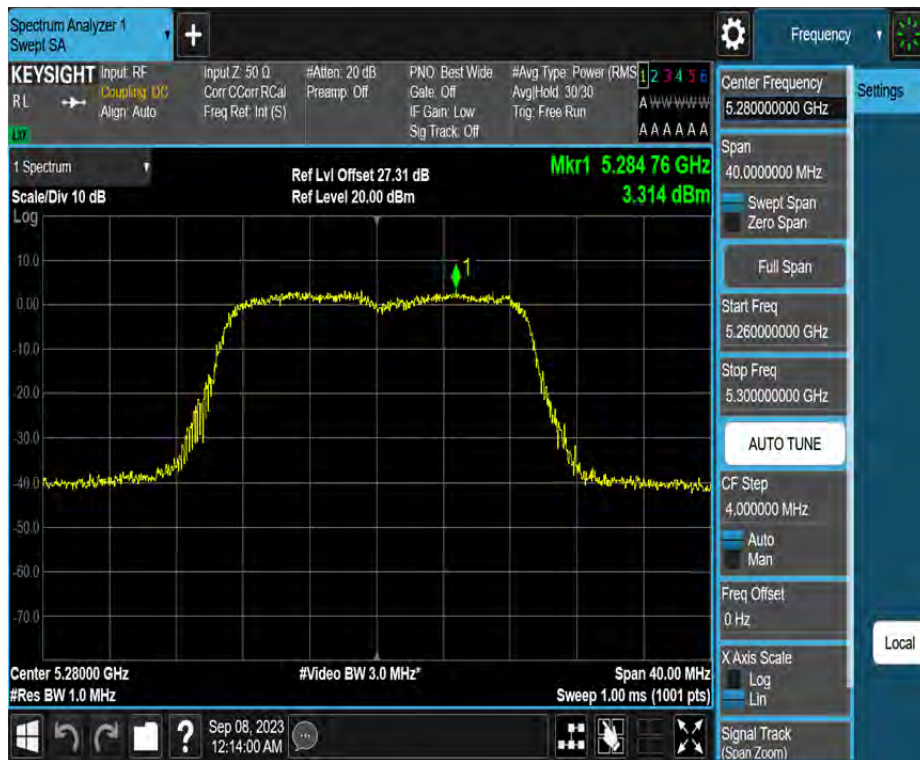 Spectrum Analyzer 1
Swept SA
+
Frequency
KEYSIGHT
RL
LXI
Input: RF
Coupling: DC
Align: Auto
Input Z: 50 Ω
Corr CCorr RCal
Freq Ref: Int (S)
#Atten: 20 dB
Preamp: Off
PNO: Best Wide
Gate: Off
IF Gain: Low
Sig Track: Off
#Avg Type: Power (RMS
Avg|Hold: 30/30
Trig: Free Run
1 2 3 4 5 6
A W W W W W
A A A A A A
1 Spectrum
Scale/Div 10 dB
Log
Ref Lvl Offset 27.31 dB
Ref Level 20.00 dBm
Mkr1 5.284 76 GHz
3.314 dBm
10.0
0.00
-10.0
-20.0
-30.0
-40.0
-50.0
-60.0
-70.0
1
Center 5.28000 GHz
#Res BW 1.0 MHz
#Video BW 3.0 MHz*
Span 40.00 MHz
Sweep 1.00 ms (1001 pts)
?
Sep 08, 2023
12:14:00 AM
Center Frequency
5.280000000 GHz
Span
40.0000000 MHz
Swept Span
Zero Span
Full Span
Start Freq
5.260000000 GHz
Stop Freq
5.300000000 GHz
AUTO TUNE
CF Step
4.000000 MHz
Auto
Man
Freq Offset
0 Hz
X Axis Scale
Log
Lin
Signal Track
(Span Zoom)
Settings
Local